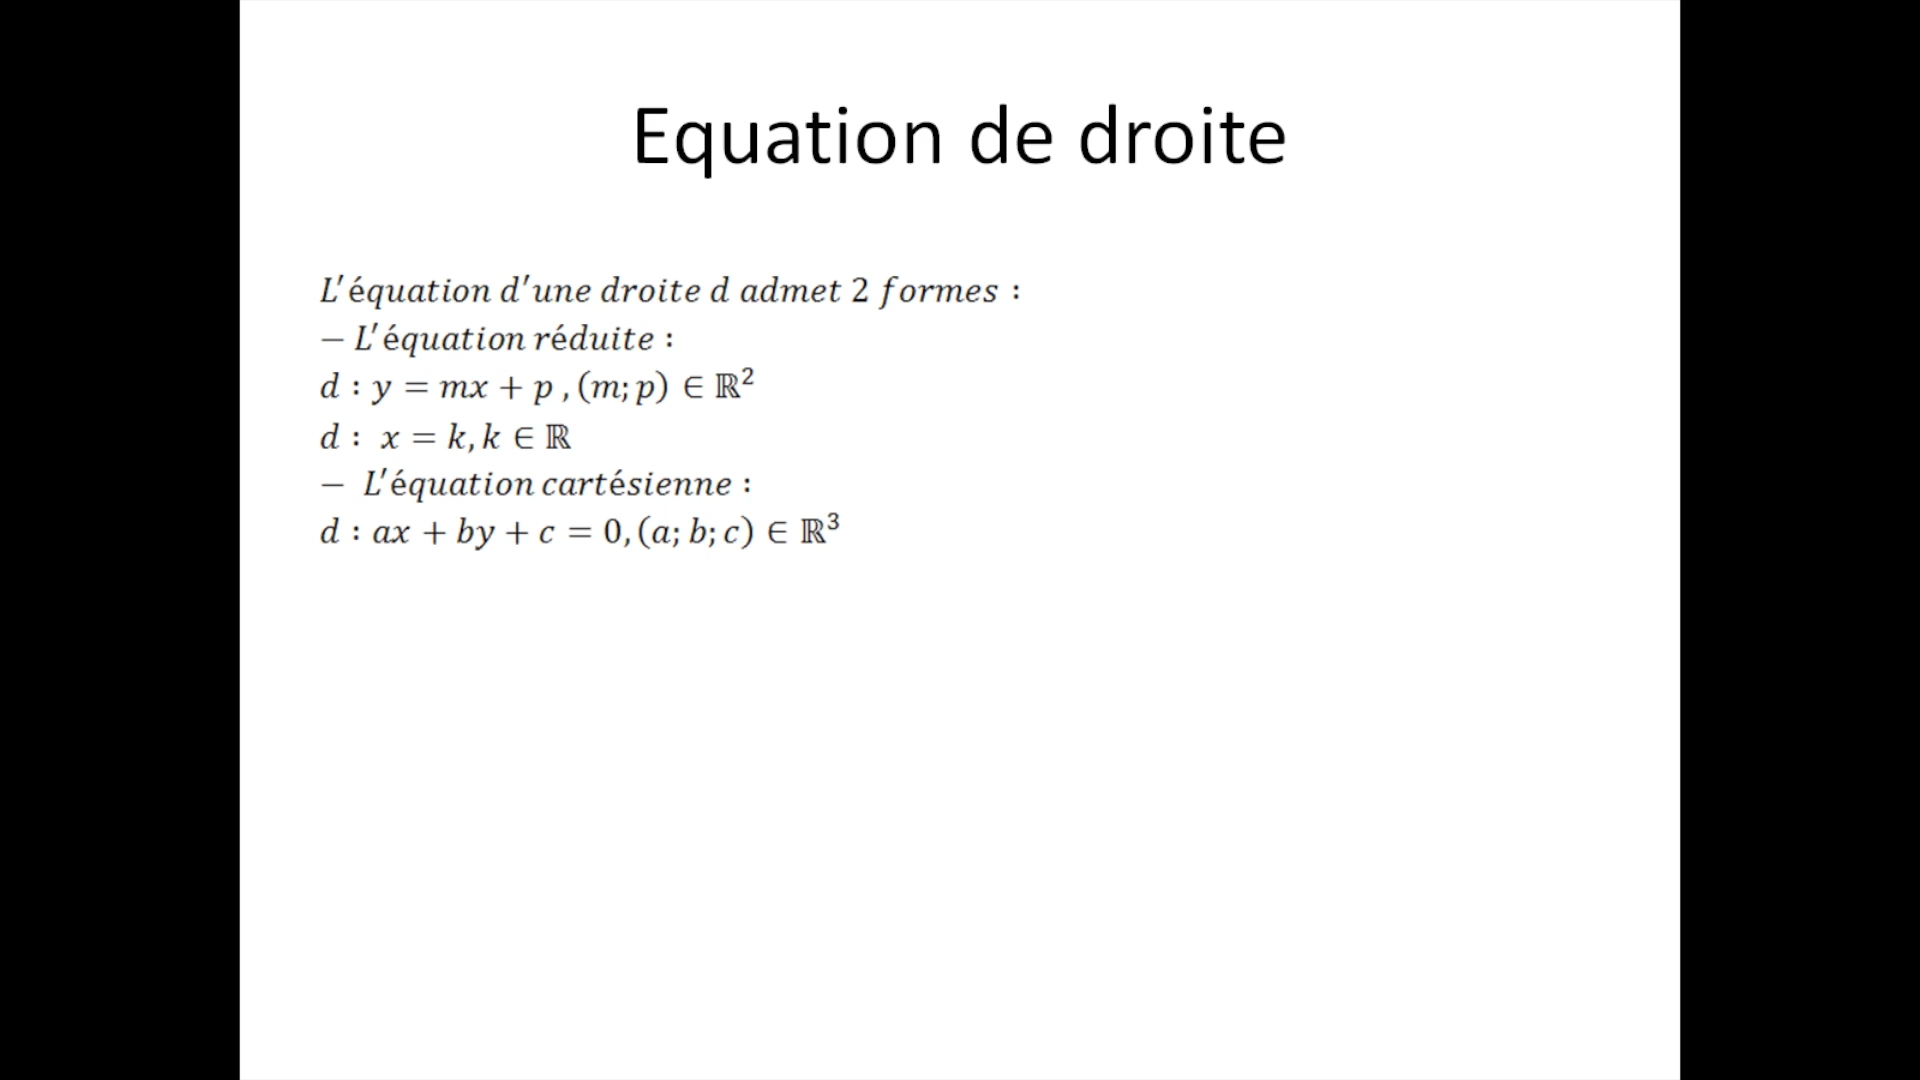 Equation de droite
L'équation d'une droite d admet 2 formes :
− L'équation réduite :
d : y = mx + p , (m; p) ∈ ℝ²
d : x = k, k ∈ ℝ
− L'équation cartésienne :
d : ax + by + c = 0, (a; b; c) ∈ ℝ³